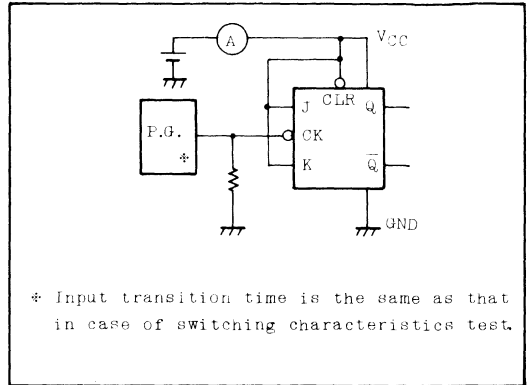 A
VCC
J CLR Q
P.G.
※
CK
K Q̅
GND
※ Input transition time is the same as that
in case of switching characteristics test.